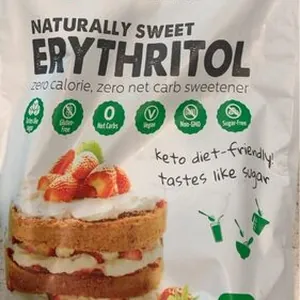 NATURALLY SWEET
ERYTHRITOL
zero calorie, zero net carb sweetener
Gluten-
Free
0
Net Carbs
Vegan
Non-GMO
Sugar Free
keto diet-friendly!
tastes like sugar